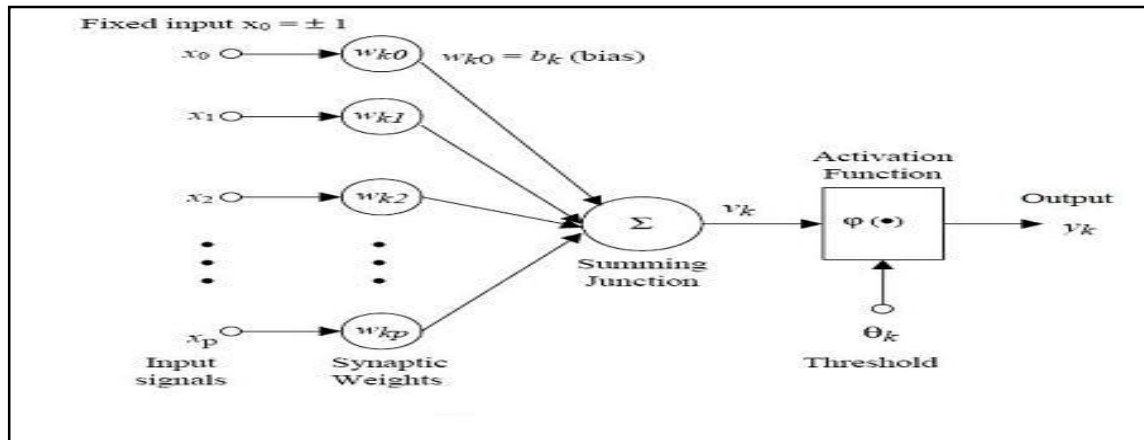 Fixed input x₀ = ± 1
x₀
w_k0
w_k0 = b_k (bias)
x₁
w_k1
x₂
w_k2
x_p
w_kp
Input
signals
Synaptic
Weights
Σ
Summing
Junction
v_k
Activation
Function
φ (•)
Θ_k
Threshold
Output
y_k